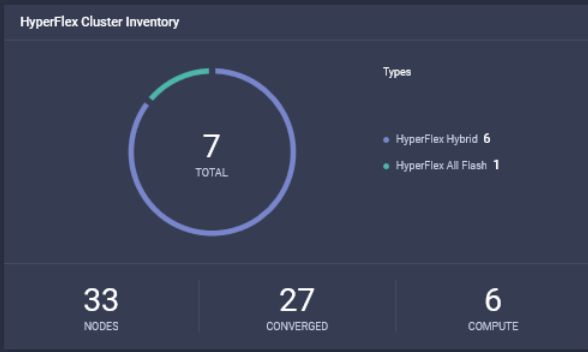 HyperFlex Cluster Inventory
7
TOTAL
Types
HyperFlex Hybrid 6
HyperFlex All Flash 1
33
NODES
27
CONVERGED
6
COMPUTE